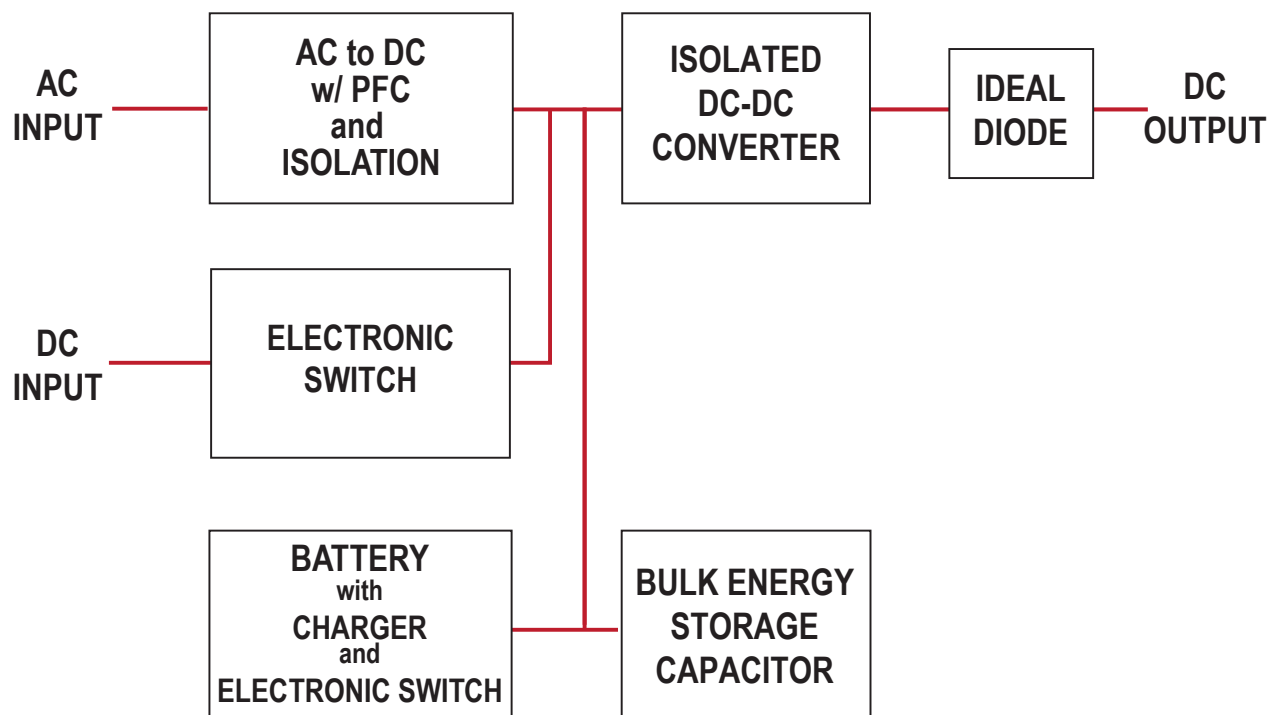 AC
INPUT
AC to DC
w/ PFC
and
ISOLATION
ISOLATED
DC-DC
CONVERTER
IDEAL
DIODE
DC
OUTPUT
DC
INPUT
ELECTRONIC
SWITCH
BATTERY
with
CHARGER
and
ELECTRONIC SWITCH
BULK ENERGY
STORAGE
CAPACITOR